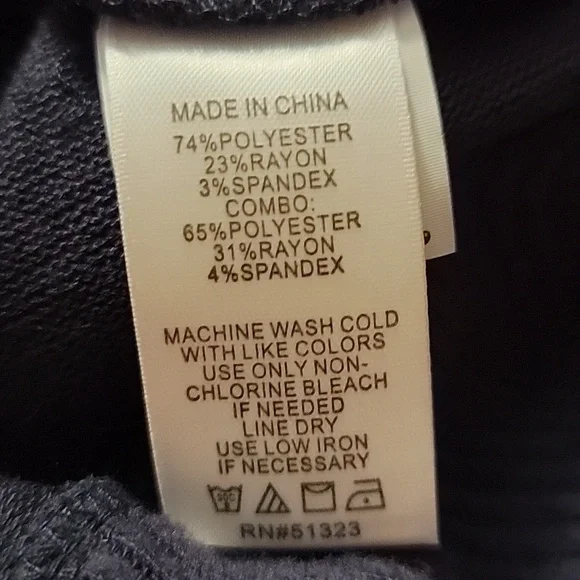 MADE IN CHINA
74%POLYESTER
23%RAYON
3%SPANDEX
COMBO:
65%POLYESTER
31%RAYON
4%SPANDEX
MACHINE WASH COLD
WITH LIKE COLORS
USE ONLY NON-
CHLORINE BLEACH
IF NEEDED
LINE DRY
USE LOW IRON
IF NECESSARY
RN#51323